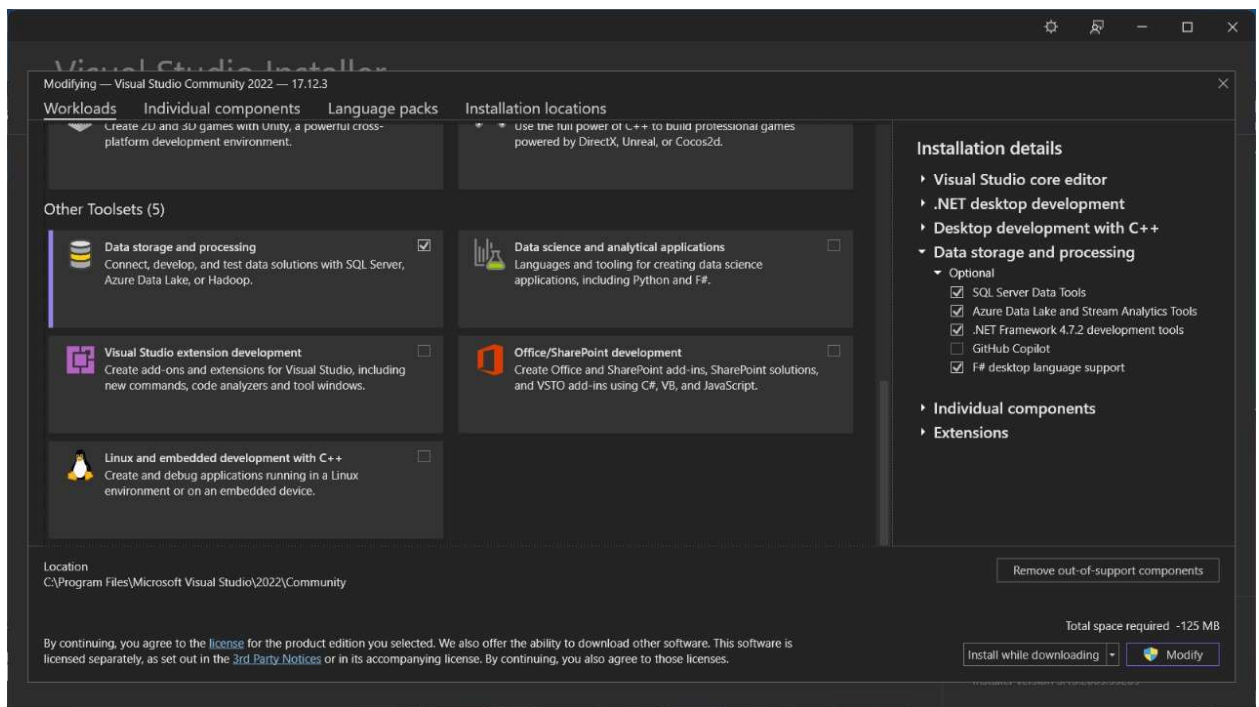 Visual Studio Installer
Modifying — Visual Studio Community 2022 — 17.12.3
Workloads Individual components Language packs Installation locations
Create 2D and 3D games with Unity, a powerful cross-
platform development environment.
Use the full power of C++ to build professional games
powered by DirectX, Unreal, or Cocos2d.
Other Toolsets (5)
Data storage and processing
Connect, develop, and test data solutions with SQL Server,
Azure Data Lake, or Hadoop.
Data science and analytical applications
Languages and tooling for creating data science
applications, including Python and F#.
Visual Studio extension development
Create add-ons and extensions for Visual Studio, including
new commands, code analyzers and tool windows.
Office/SharePoint development
Create Office and SharePoint add-ins, SharePoint solutions,
and VSTO add-ins using C#, VB, and JavaScript.
Linux and embedded development with C++
Create and debug applications running in a Linux
environment or on an embedded device.
Installation details
Visual Studio core editor
.NET desktop development
Desktop development with C++
Data storage and processing
Optional
SQL Server Data Tools
Azure Data Lake and Stream Analytics Tools
.NET Framework 4.7.2 development tools
GitHub Copilot
F# desktop language support
Individual components
Extensions
Location
C:\Program Files\Microsoft Visual Studio\2022\Community
Remove out-of-support components
By continuing, you agree to the license for the product edition you selected. We also offer the ability to download other software. This software is
licensed separately, as set out in the 3rd Party Notices or in its accompanying license. By continuing, you also agree to those licenses.
Total space required -125 MB
Install while downloading
Modify